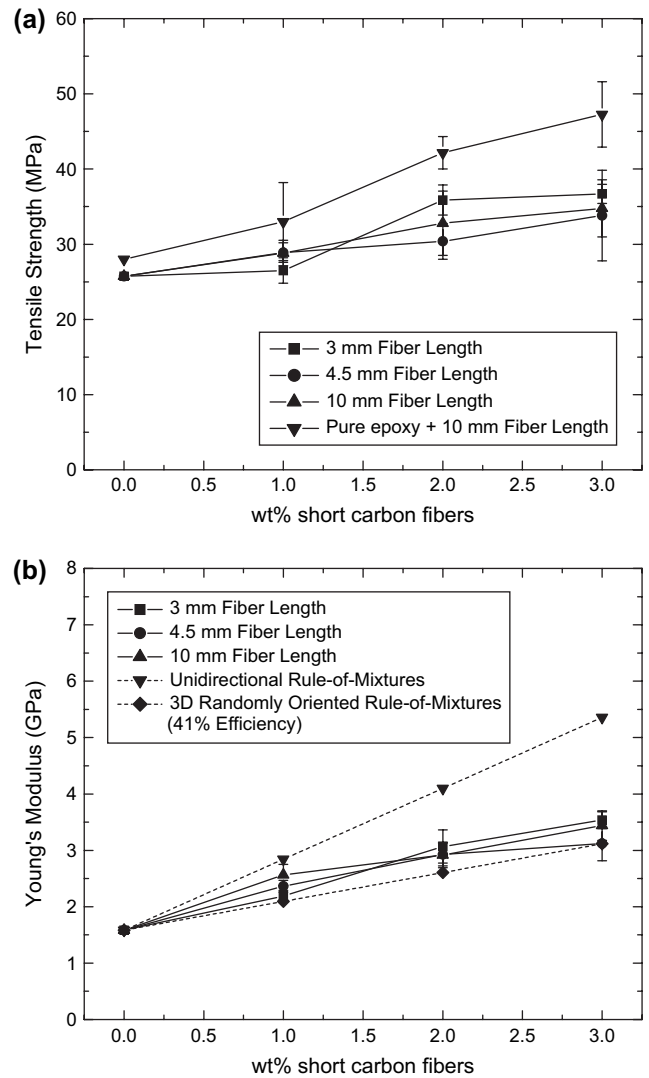 (a)
60
50
40
30
20
10
0
Tensile Strength (MPa)
3 mm Fiber Length
4.5 mm Fiber Length
10 mm Fiber Length
Pure epoxy + 10 mm Fiber Length
0.0 0.5 1.0 1.5 2.0 2.5 3.0
wt% short carbon fibers
(b)
8
7
6
5
4
3
2
1
0
Young's Modulus (GPa)
3 mm Fiber Length
4.5 mm Fiber Length
10 mm Fiber Length
Unidirectional Rule-of-Mixtures
3D Randomly Oriented Rule-of-Mixtures
(41% Efficiency)
0.0 0.5 1.0 1.5 2.0 2.5 3.0
wt% short carbon fibers